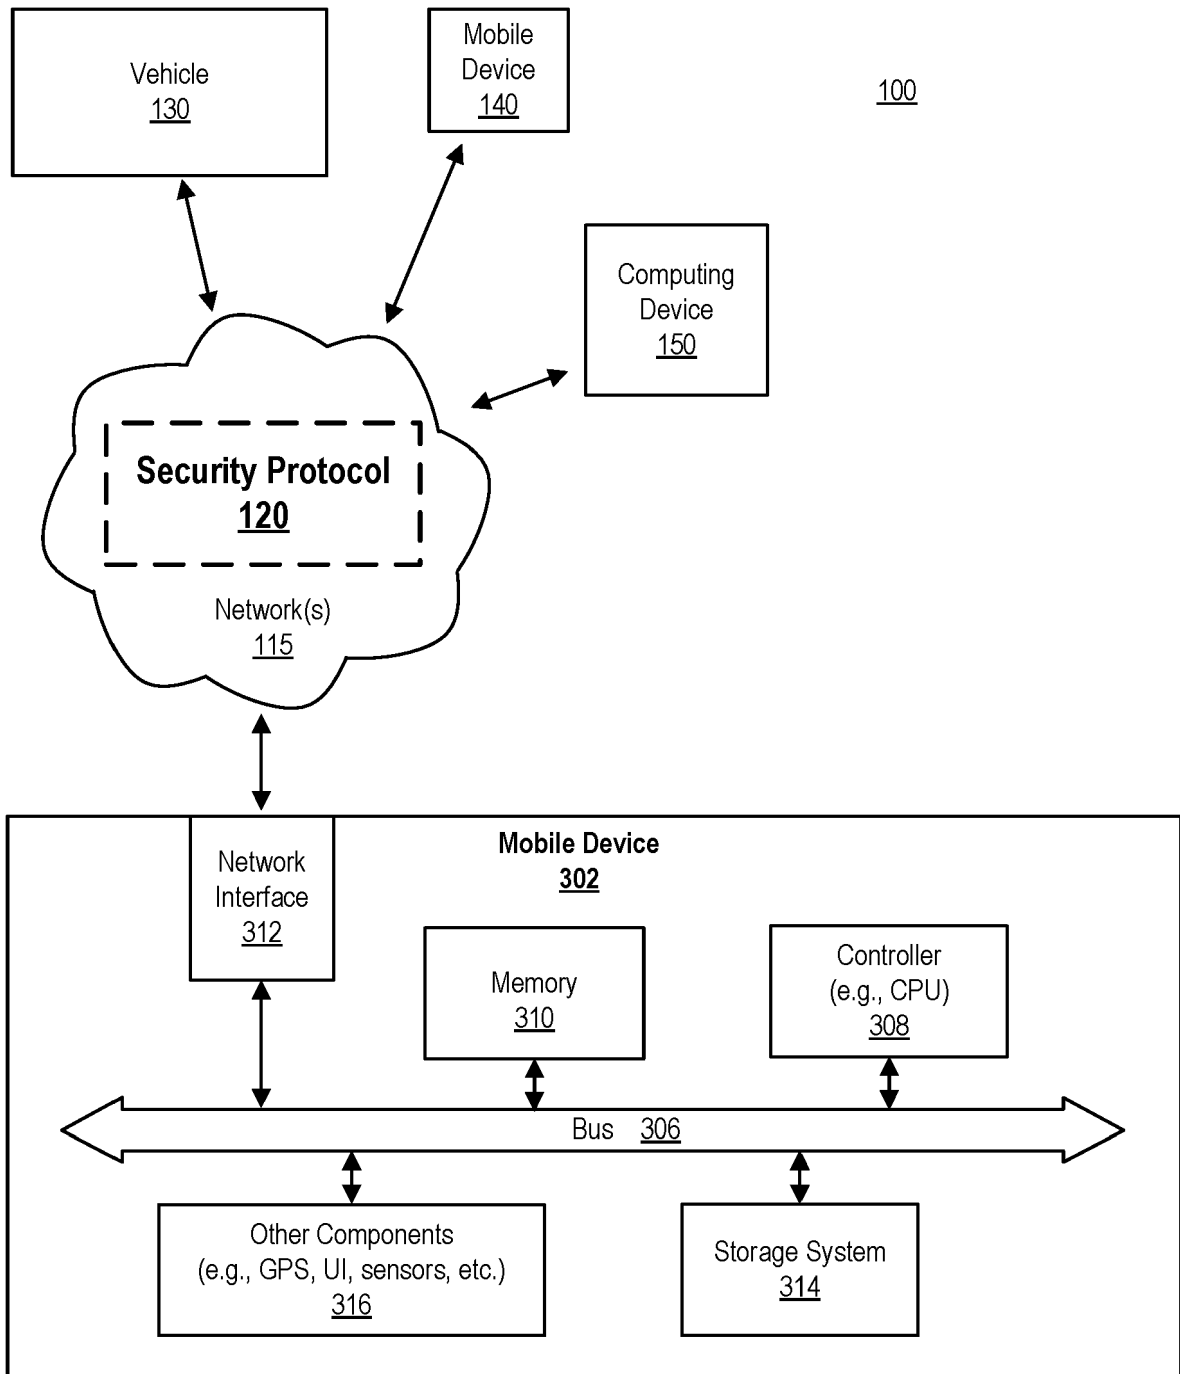 Vehicle
130
Mobile
Device
140
100
Computing
Device
150
Security Protocol
120
Network(s)
115
Mobile Device
302
Network
Interface
312
Memory
310
Controller
(e.g., CPU)
308
Bus 306
Other Components
(e.g., GPS, UI, sensors, etc.)
316
Storage System
314